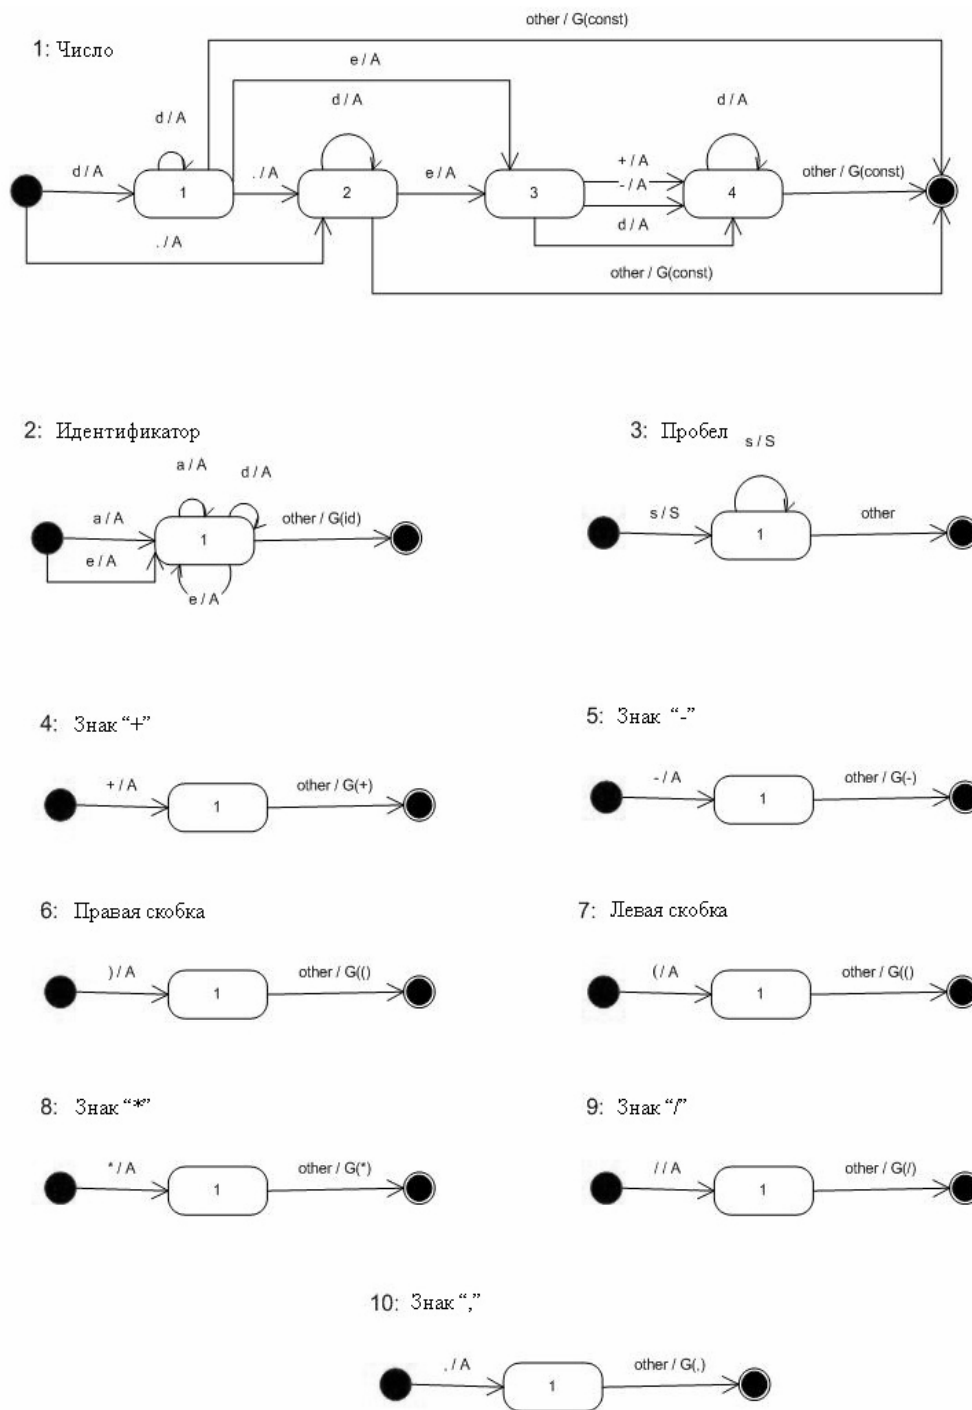 other / G(const)
1: Число
e / A
d / A
d / A
d / A
d / A
1
. / A
2
e / A
3
+ / A
- / A
4
other / G(const)
d / A
. / A
other / G(const)
2: Идентификатор
3: Пробел
s / S
a / A
d / A
a / A
1
other / G(id)
e / A
e / A
s / S
1
other
4: Знак “+”
5: Знак “-”
+ / A
1
other / G(+)
- / A
1
other / G(-)
6: Правая скобка
7: Левая скобка
) / A
1
other / G(()
( / A
1
other / G(()
8: Знак “*”
9: Знак “/”
* / A
1
other / G(*)
/ / A
1
other / G(/)
10: Знак “,”
, / A
1
other / G(,)